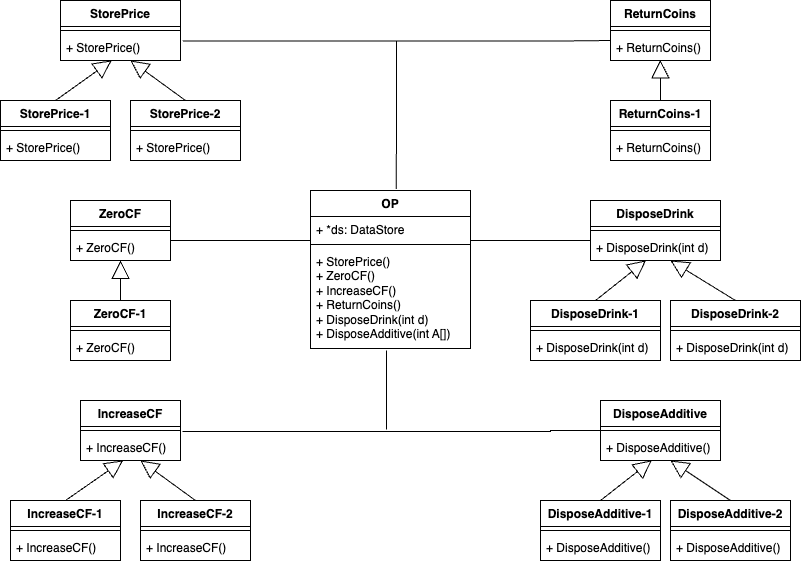 StorePrice
+ StorePrice()
ReturnCoins
+ ReturnCoins()
StorePrice-1
+ StorePrice()
StorePrice-2
+ StorePrice()
ReturnCoins-1
+ ReturnCoins()
ZeroCF
+ ZeroCF()
OP
+ *ds: DataStore
+ StorePrice()
+ ZeroCF()
+ IncreaseCF()
+ ReturnCoins()
+ DisposeDrink(int d)
+ DisposeAdditive(int A[])
DisposeDrink
+ DisposeDrink(int d)
ZeroCF-1
+ ZeroCF()
DisposeDrink-1
+ DisposeDrink(int d)
DisposeDrink-2
+ DisposeDrink(int d)
IncreaseCF
+ IncreaseCF()
DisposeAdditive
+ DisposeAdditive()
IncreaseCF-1
+ IncreaseCF()
IncreaseCF-2
+ IncreaseCF()
DisposeAdditive-1
+ DisposeAdditive()
DisposeAdditive-2
+ DisposeAdditive()